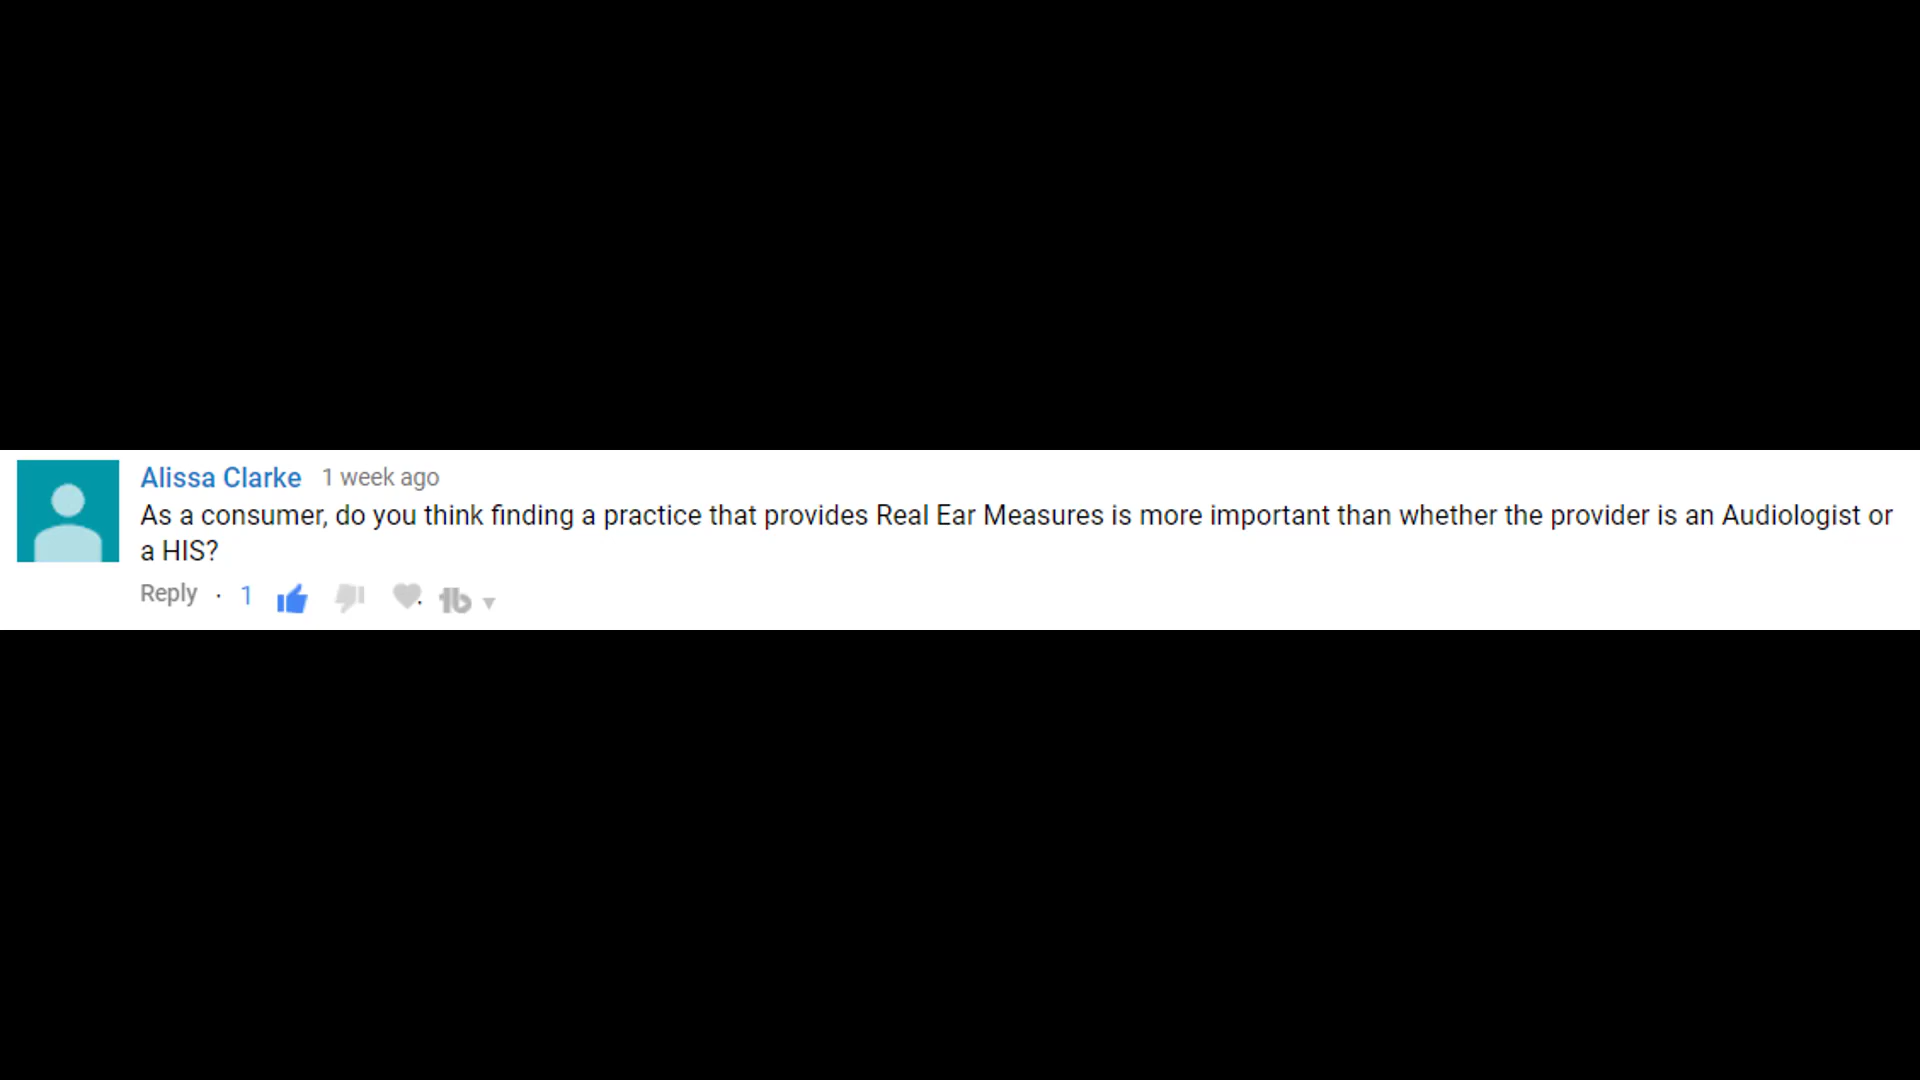 Alissa Clarke 1 week ago
As a consumer, do you think finding a practice that provides Real Ear Measures is more important than whether the provider is an Audiologist or
a HIS?
Reply · 1